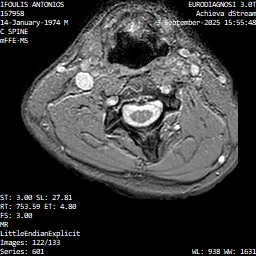 IFOULIS ANTONIOS
157958
14-January-1974 M
C SPINE
mFFE-MS
EURODIAGNOSI 3.0T
Achieva dStream
3-September-2025 15:55:48
ST: 3.00 SL: 27.81
RT: 753.59 ET: 4.80
FS: 3.00
MR
LittleEndianExplicit
Images: 122/133
Series: 601
WL: 938 WW: 1631